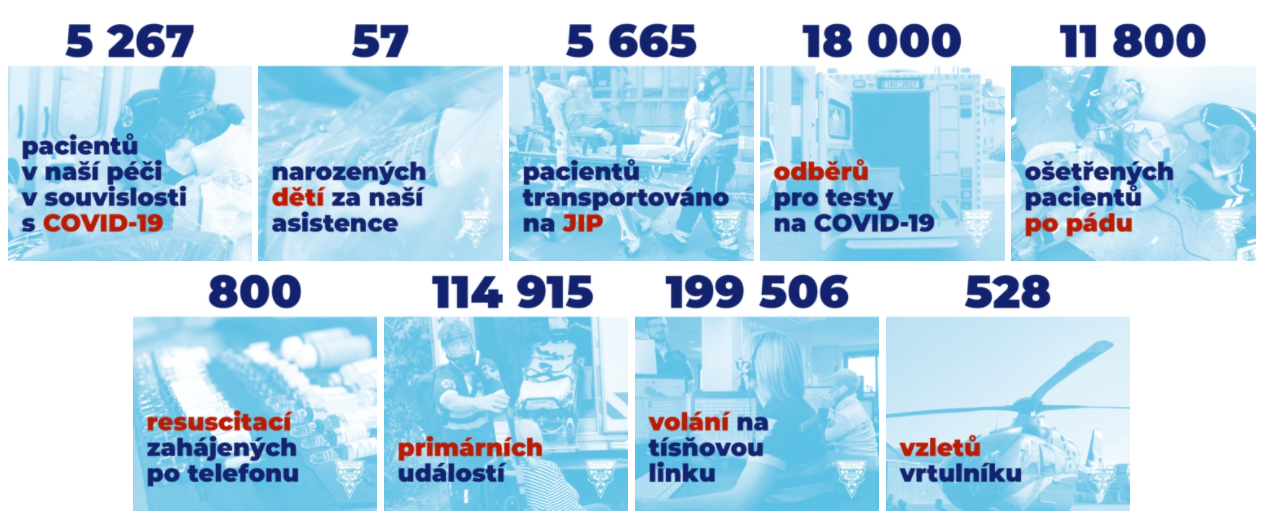 5 267
pacientů
v naší péči
v souvislosti
s COVID-19
57
narozených
dětí za naší
asistence
5 665
pacientů
transportováno
na JIP
18 000
odběrů
pro testy
na COVID-19
11 800
ošetřených
pacientů
po pádu
800
resuscitací
zahájených
po telefonu
114 915
primárních
událostí
199 506
volání na
tísňovou
linku
528
vzletů
vrtulníku